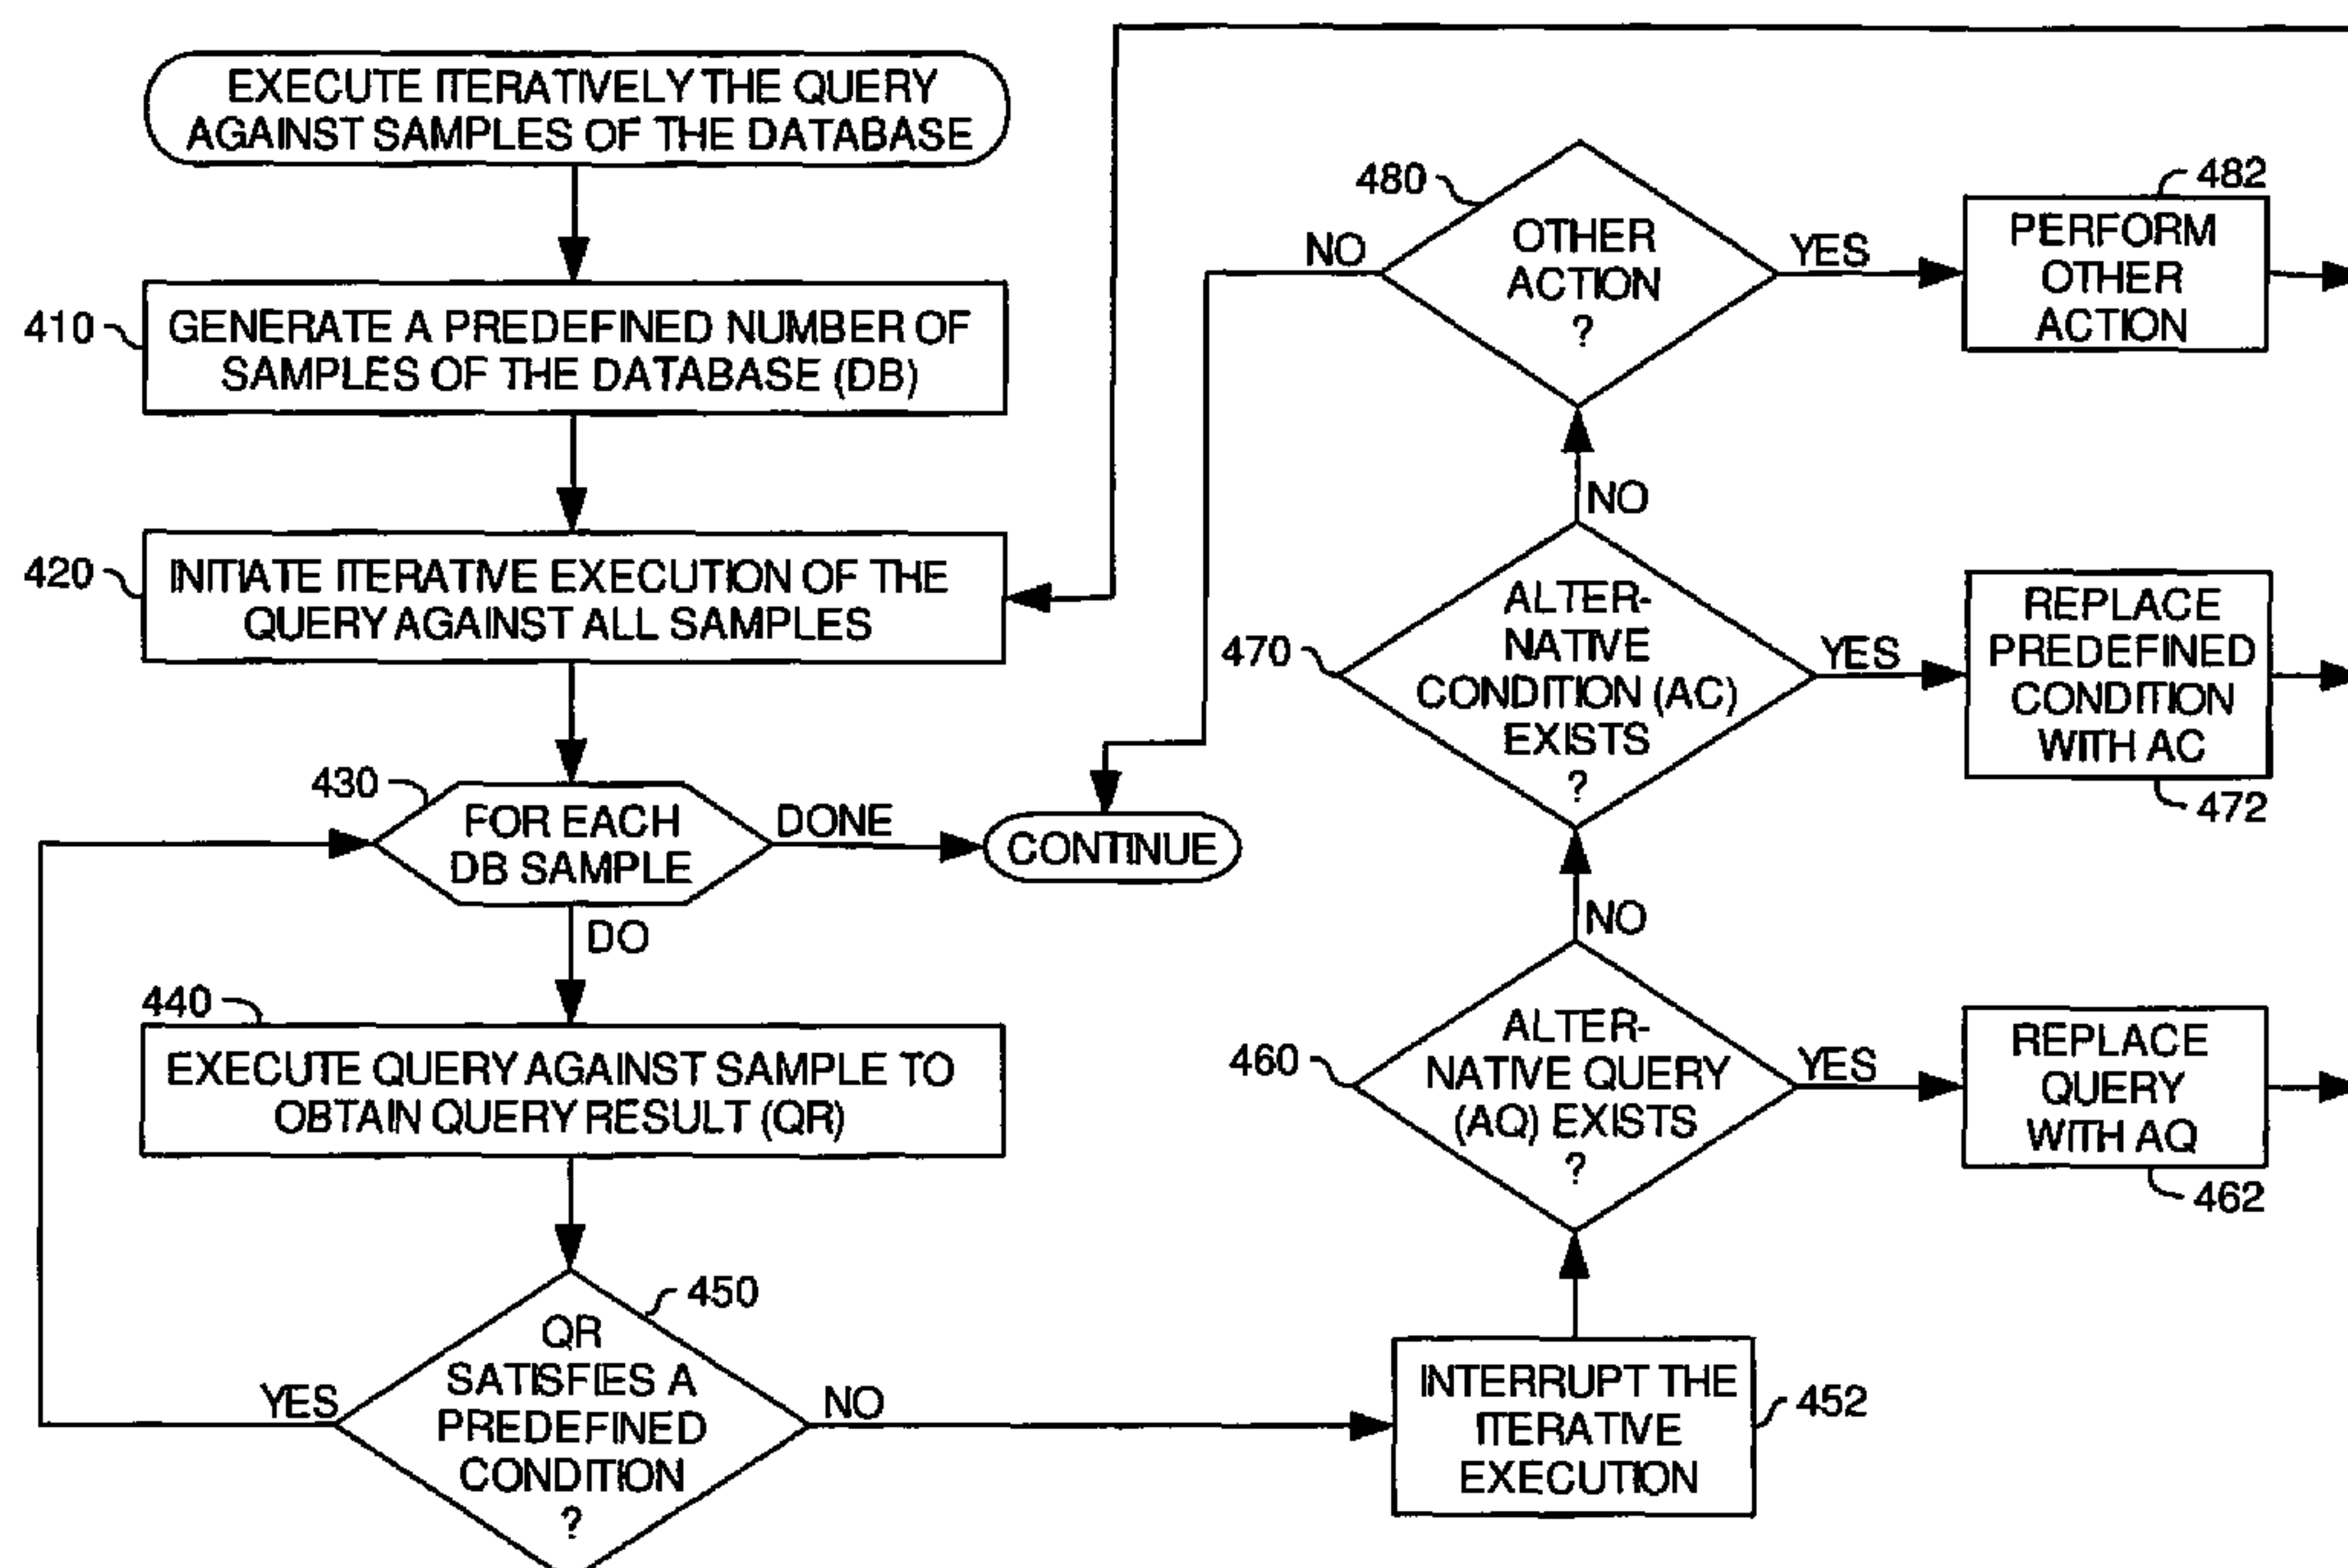 EXECUTE ITERATIVELY THE QUERY
AGAINST SAMPLES OF THE DATABASE
410
GENERATE A PREDEFINED NUMBER OF
SAMPLES OF THE DATABASE (DB)
420
INITIATE ITERATIVE EXECUTION OF THE
QUERY AGAINST ALL SAMPLES
430
FOR EACH
DB SAMPLE
DONE
CONTINUE
DO
440
EXECUTE QUERY AGAINST SAMPLE TO
OBTAIN QUERY RESULT (QR)
450
QR
SATISFIES A
PREDEFINED
CONDITION
?
YES
NO
INTERRUPT THE
ITERATIVE
EXECUTION
452
460
ALTER-
NATIVE QUERY
(AQ) EXISTS
?
YES
REPLACE
QUERY
WITH AQ
462
NO
470
ALTER-
NATIVE
CONDITION (AC)
EXISTS
?
YES
REPLACE
PREDEFINED
CONDITION
WITH AC
472
NO
480
OTHER
ACTION
?
NO
YES
482
PERFORM
OTHER
ACTION